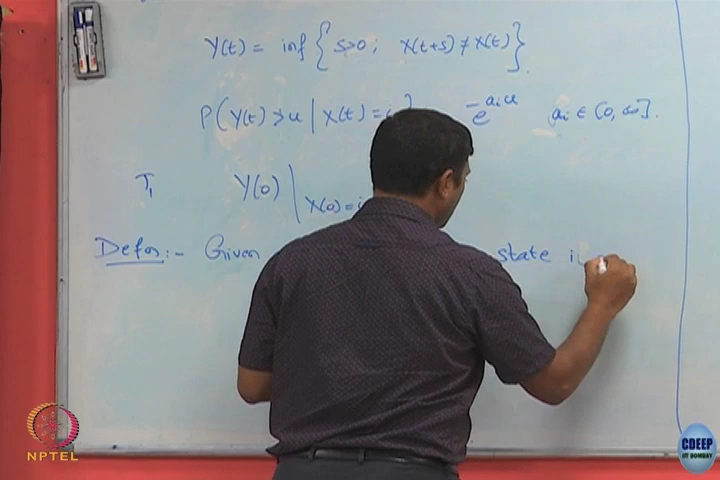 Y(t) = inf { s>0 ; X(t+s) ≠ X(t) }.
P( Y(t) > u | X(t) = i e^{-a_i u} a_i ∈ [0, ∞].
T_1 Y(0) | X(0) = i
Defn :- Given state i
NPTEL
CDEEP
IIT BOMBAY